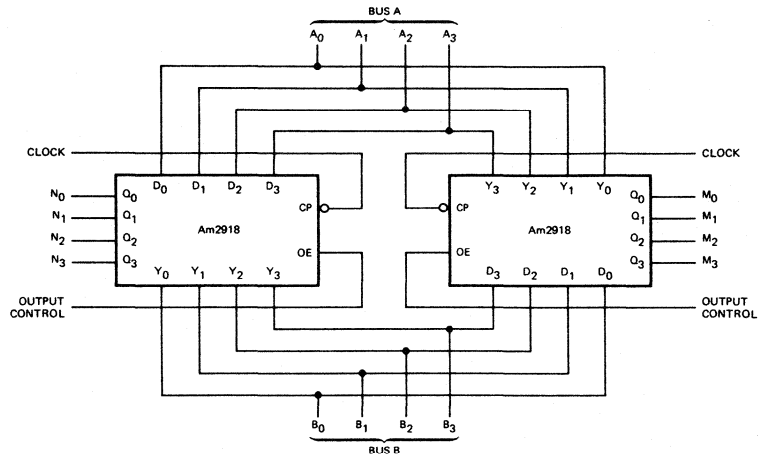 BUS A
A0 A1 A2 A3
CLOCK CLOCK
D0 D1 D2 D3 Y3 Y2 Y1 Y0
N0 Q0 CP CP Q0 M0
N1 Q1 Q1 M1
Am2918 Am2918
N2 Q2 OE OE Q2 M2
N3 Q3 Q3 M3
Y0 Y1 Y2 Y3 D3 D2 D1 D0
OUTPUT CONTROL OUTPUT CONTROL
B0 B1 B2 B3
BUS B